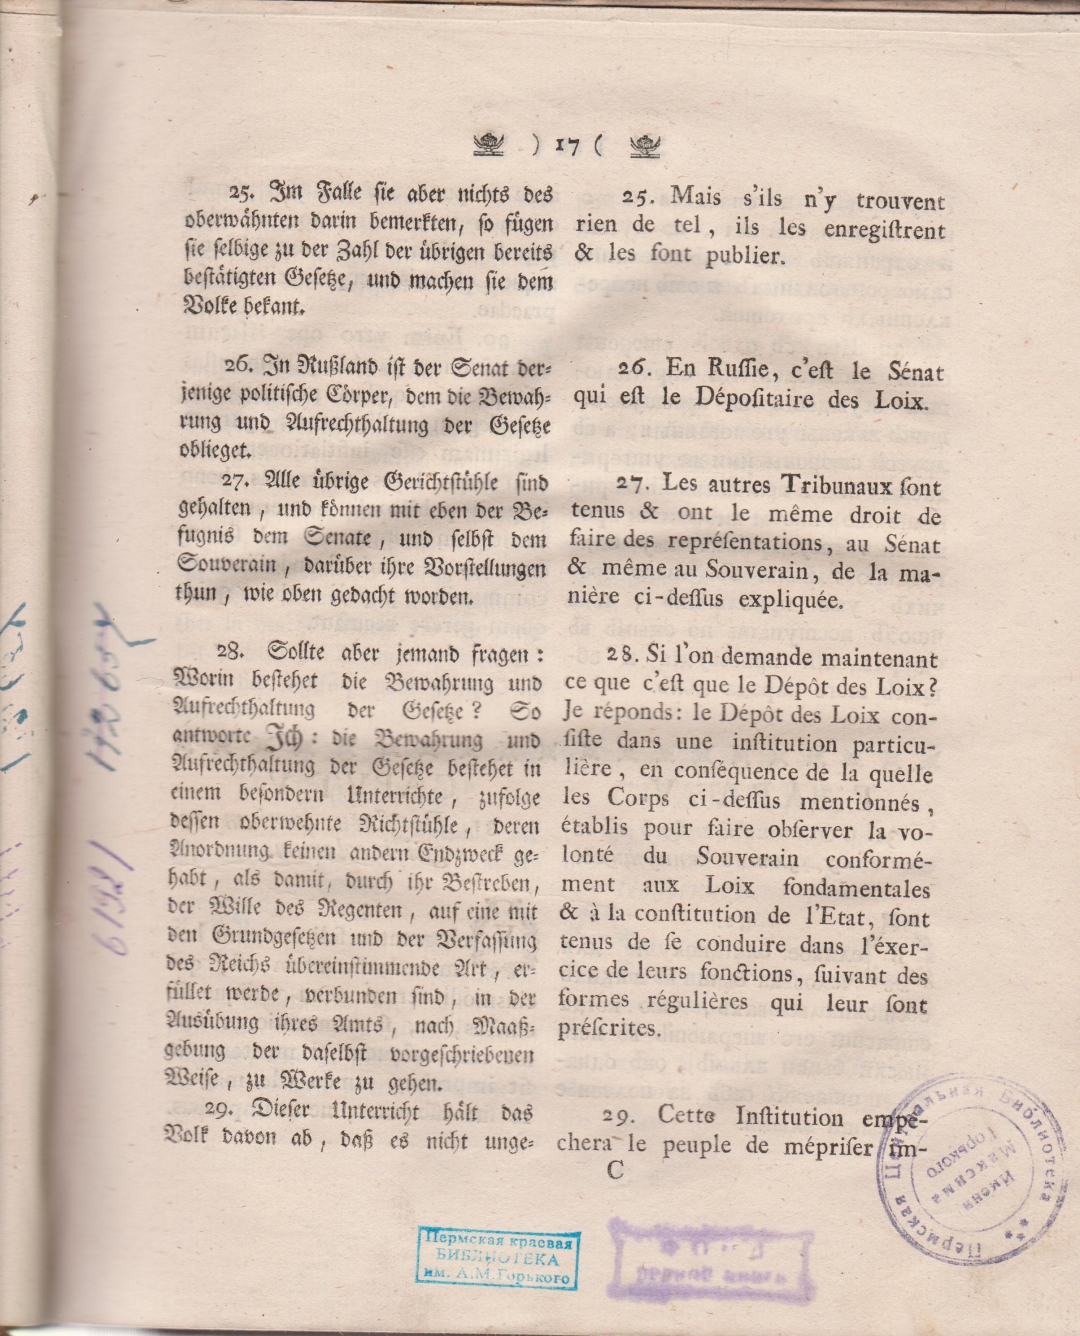 ) 17 (
25. Im Falle sie aber nichts des
oberwähnten darin bemerkten, so fügen
sie selbige zu der Zahl der übrigen bereits
bestätigten Gesetze, und machen sie dem
Volke bekant.
26. In Rußland ist der Senat der-
jenige politische Cörper, dem die Bewah-
rung und Aufrechthaltung der Gesetze
oblieget.
27. Alle übrige Gerichtstühle sind
gehalten, und können mit eben der Be-
fugnis dem Senate, und selbst dem
Souverain, darüber ihre Vorstellungen
thun, wie oben gedacht worden.
28. Sollte aber jemand fragen:
Worin bestehet die Bewahrung und
Aufrechthaltung der Gesetze? So
antworte Ich: die Bewahrung und
Aufrechthaltung der Gesetze bestehet in
einem besondern Unterrichte, zufolge
dessen oberwehnte Richtstühle, deren
Anordnung keinen andern Endzweck ge-
habt, als damit, durch ihr Bestreben,
der Wille des Regenten, auf eine mit
den Grundgesetzen und der Verfassung
des Reichs übereinstimmende Art, er-
füllet werde, verbunden sind, in der
Ausübung ihres Amts, nach Maaß-
gebung der daselbst vorgeschriebenen
Weise, zu Werke zu gehen.
29. Dieser Unterricht hält das
Volk davon ab, daß es nicht unge-
25. Mais s'ils n'y trouvent
rien de tel, ils les enregiſtrent
& les font publier.
26. En Ruſſie, c'eſt le Sénat
qui eſt le Dépoſitaire des Loix.
27. Les autres Tribunaux ſont
tenus & ont le même droit de
faire des repréſentations, au Sénat
& même au Souverain, de la ma-
nière ci-deſſus expliquée.
28. Si l'on demande maintenant
ce que c'eſt que le Dépôt des Loix?
Je réponds: le Dépôt des Loix con-
ſiſte dans une inſtitution particu-
lière, en conſéquence de la quelle
les Corps ci-deſſus mentionnés,
établis pour faire obſerver la vo-
lonté du Souverain conformé-
ment aux Loix fondamentales
& à la conſtitution de l'Etat, ſont
tenus de ſe conduire dans l'éxer-
cice de leurs fonctions, ſuivant des
formes régulières qui leur ſont
préſcrites.
29. Cette Inſtitution empê-
chera le peuple de mépriſer im-
C
Пермская краевая
БИБЛИОТЕКА
им. А.М.Горького
Пермская Центральная Библиотека
Имени
Максима
Горького